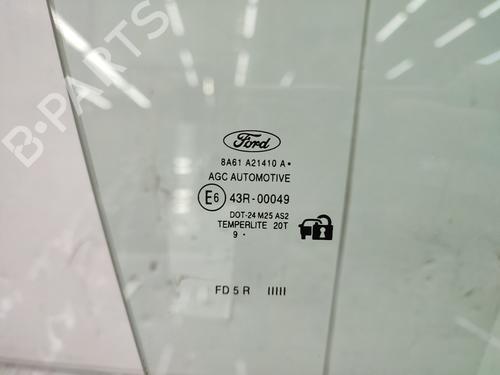 B-PARTS
Ford
8A61 A21410 A •
AGC AUTOMOTIVE
E6 43R-00049
DOT-24 M25 AS2
TEMPERLITE 20T
9 •
FD 5 R IIIII